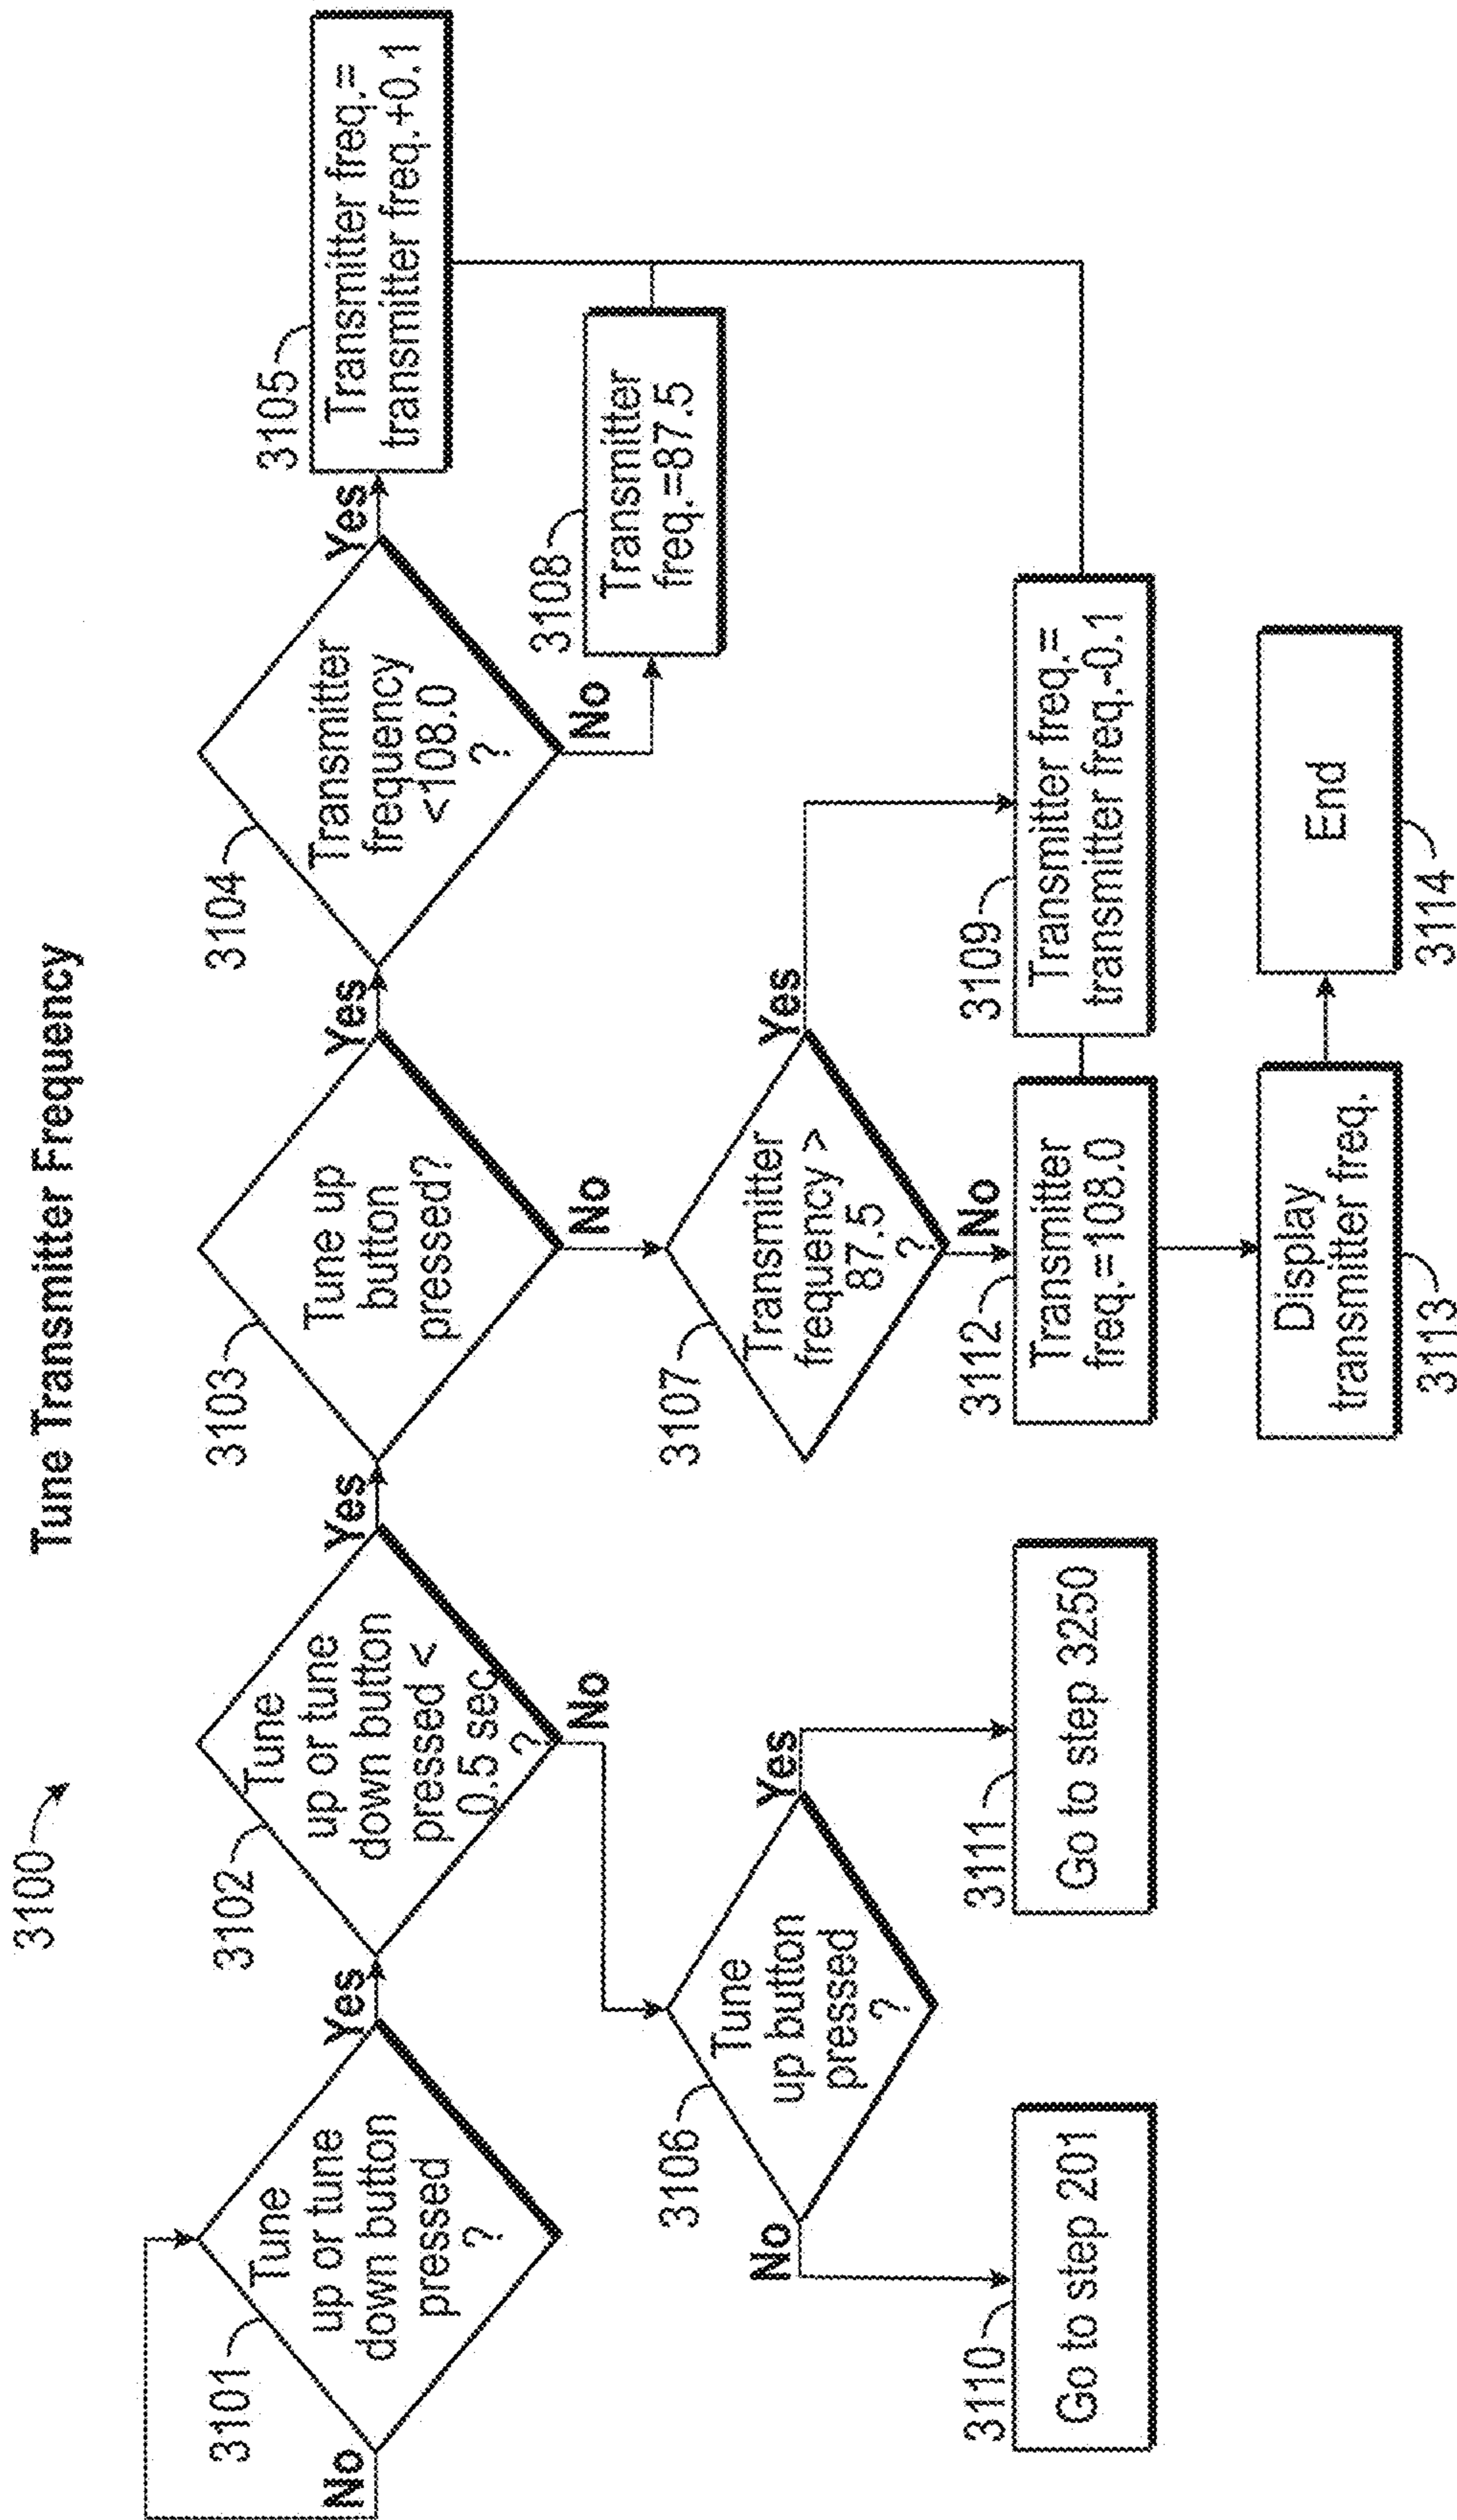 Tune Transmitter Frequency
3100
3101
Tune
up or tune
down button
pressed
?
No
Yes
3102
Tune
up or tune
down button
pressed <
0.5 sec
?
Yes
No
3103
Tune up
button
pressed?
Yes
No
3104
Transmitter
frequency
<108.0
?
Yes
No
3105
Transmitter freq.=
transmitter freq.+0.1
3108
Transmitter
freq.=87.5
3106
Tune
up button
pressed
?
No
Yes
3107
Transmitter
frequency >
87.5
?
Yes
No
3110
Go to step 201
3111
Go to step 3250
3112
Transmitter
freq.=108.0
3109
Transmitter freq.=
transmitter freq.-0.1
Display
transmitter freq.
3113
End
3114